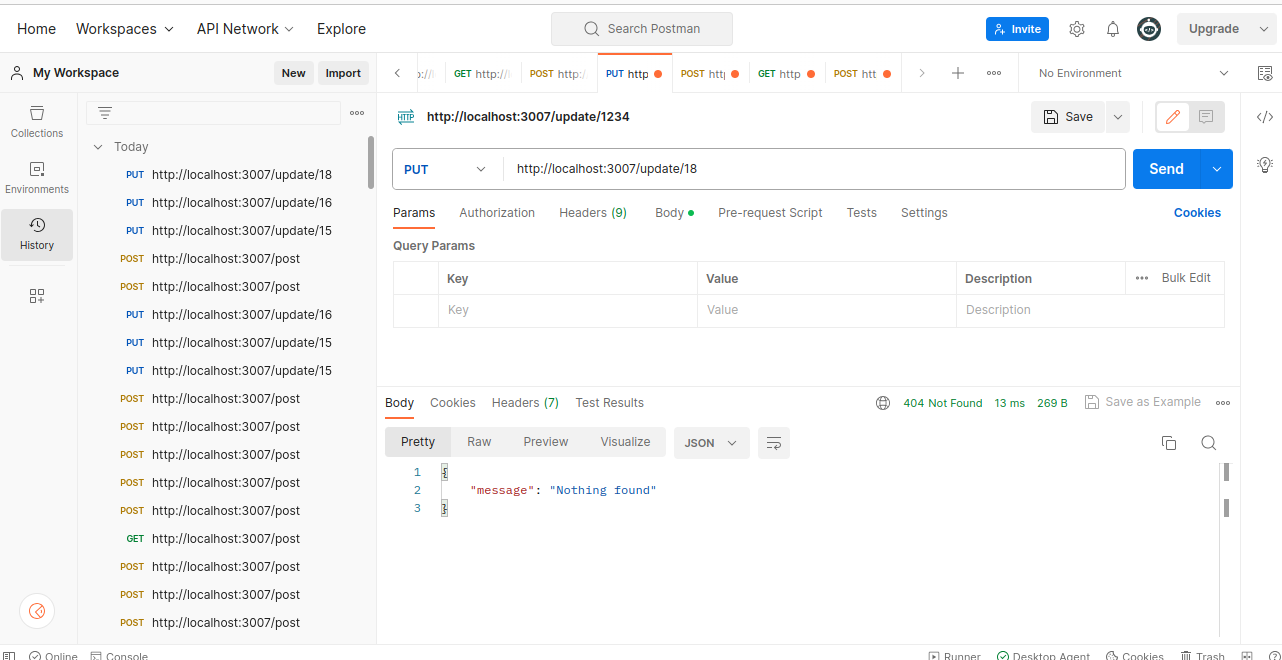 Home Workspaces API Network Explore Search Postman Invite Upgrade
My Workspace New Import GET http://l POST http:/ PUT http POST htt GET http POST htt No Environment
Collections
Environments
History
Today
PUT http://localhost:3007/update/18
PUT http://localhost:3007/update/16
PUT http://localhost:3007/update/15
POST http://localhost:3007/post
POST http://localhost:3007/post
PUT http://localhost:3007/update/16
PUT http://localhost:3007/update/15
PUT http://localhost:3007/update/15
POST http://localhost:3007/post
POST http://localhost:3007/post
POST http://localhost:3007/post
POST http://localhost:3007/post
POST http://localhost:3007/post
GET http://localhost:3007/post
POST http://localhost:3007/post
POST http://localhost:3007/post
POST http://localhost:3007/post
HTTP http://localhost:3007/update/1234 Save
PUT http://localhost:3007/update/18 Send
Params Authorization Headers (9) Body Pre-request Script Tests Settings Cookies
Query Params
Key Value Description Bulk Edit
Key Value Description
Body Cookies Headers (7) Test Results 404 Not Found 13 ms 269 B Save as Example
Pretty Raw Preview Visualize JSON
1 {
2 "message": "Nothing found"
3 }
Online Console Runner Desktop Agent Cookies Trash